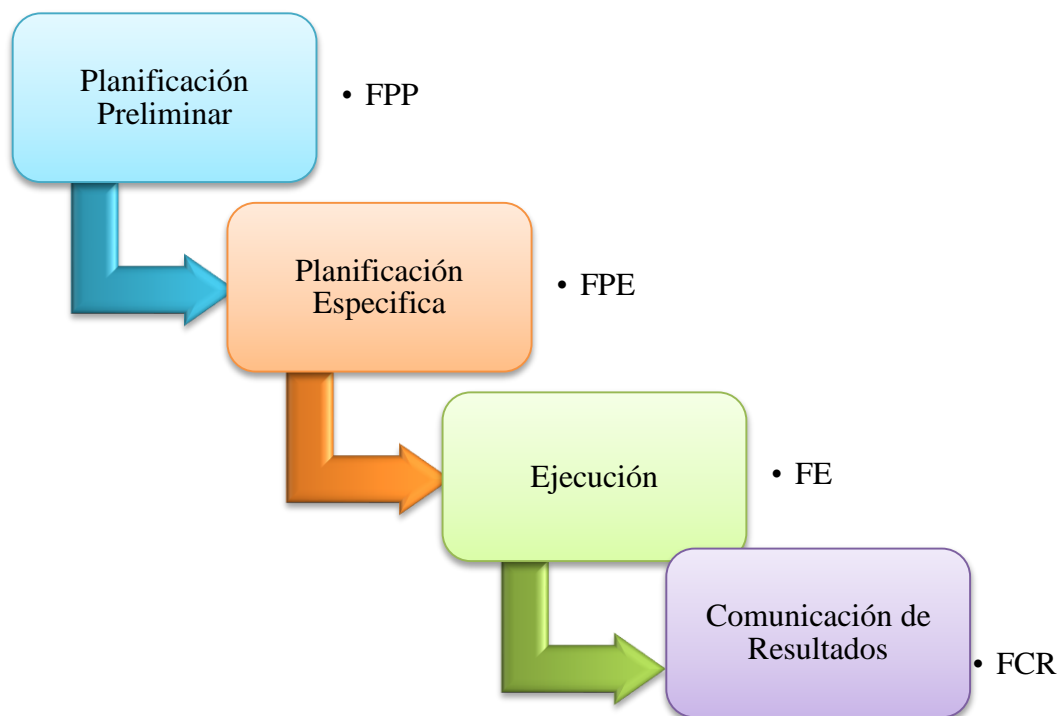 Planificación
Preliminar
• FPP
Planificación
Especifica
• FPE
Ejecución
• FE
Comunicación de
Resultados
• FCR